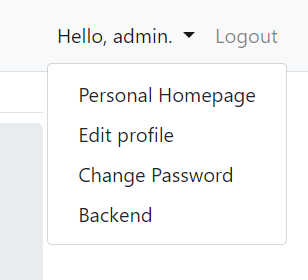 Hello, admin. Logout
Personal Homepage
Edit profile
Change Password
Backend